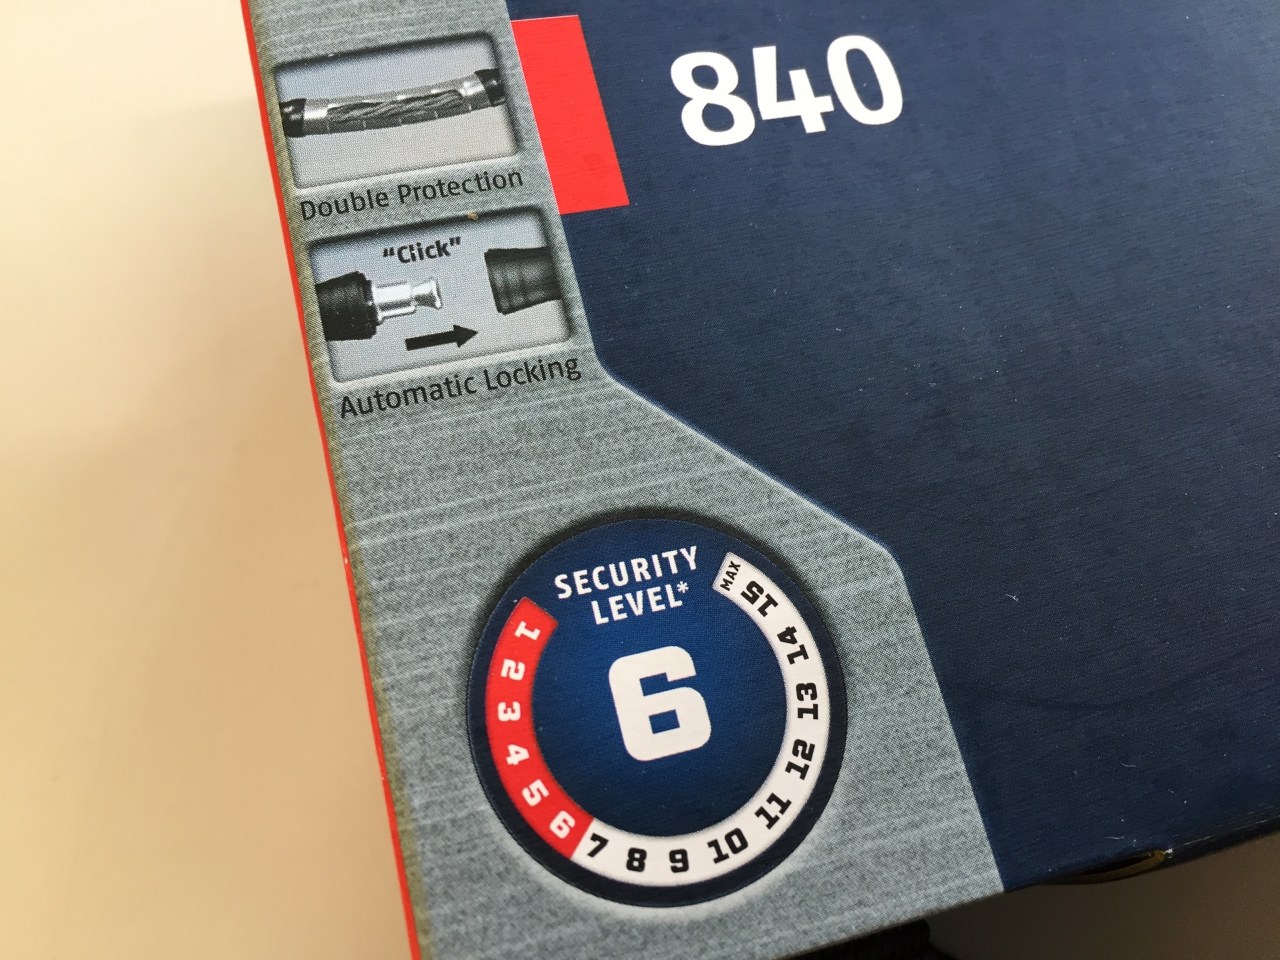 840
Double Protection
"Click"
Automatic Locking
SECURITY
LEVEL*
6
1
2
3
4
5
6
7
8
9
10
11
12
13
14
15
MAX